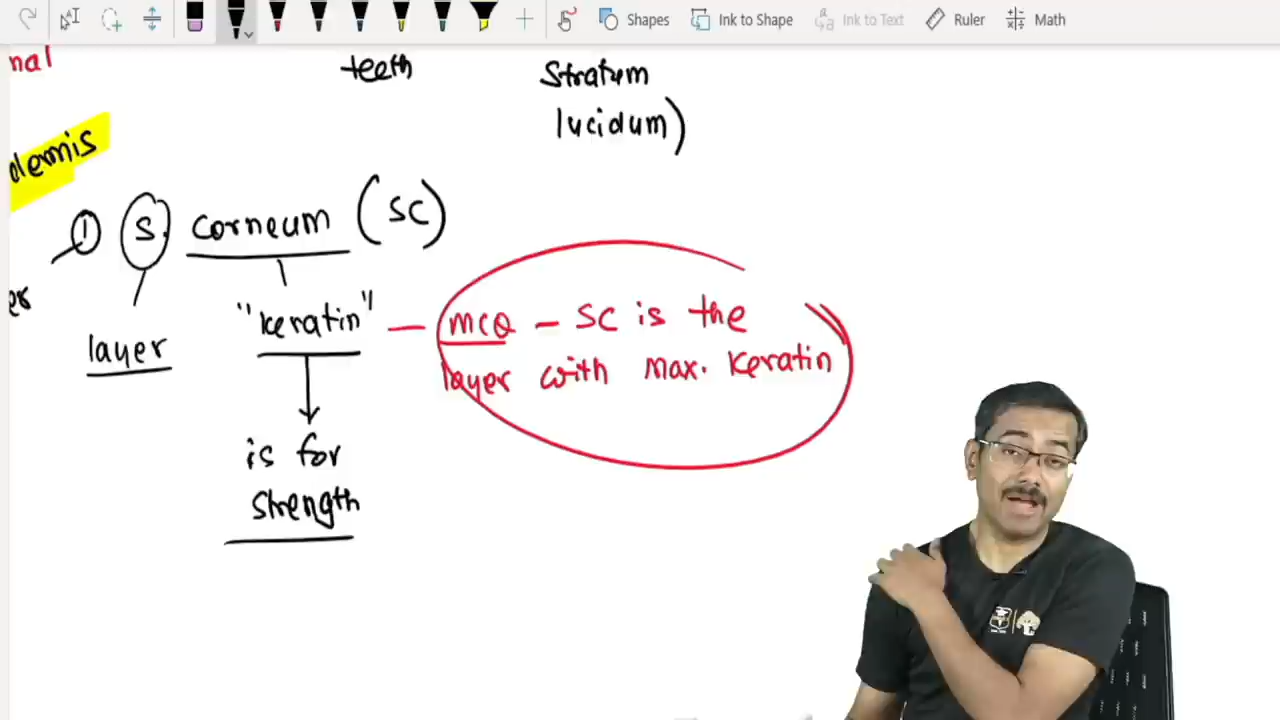 Shapes
Ink to Shape
Ink to Text
Ruler
Math
nal
teeth
Stratum
lucidum)
dermis
① S. corneum (SC)
er
layer
"keratin" — MCQ – SC is the
layer with max. keratin
is for
strength